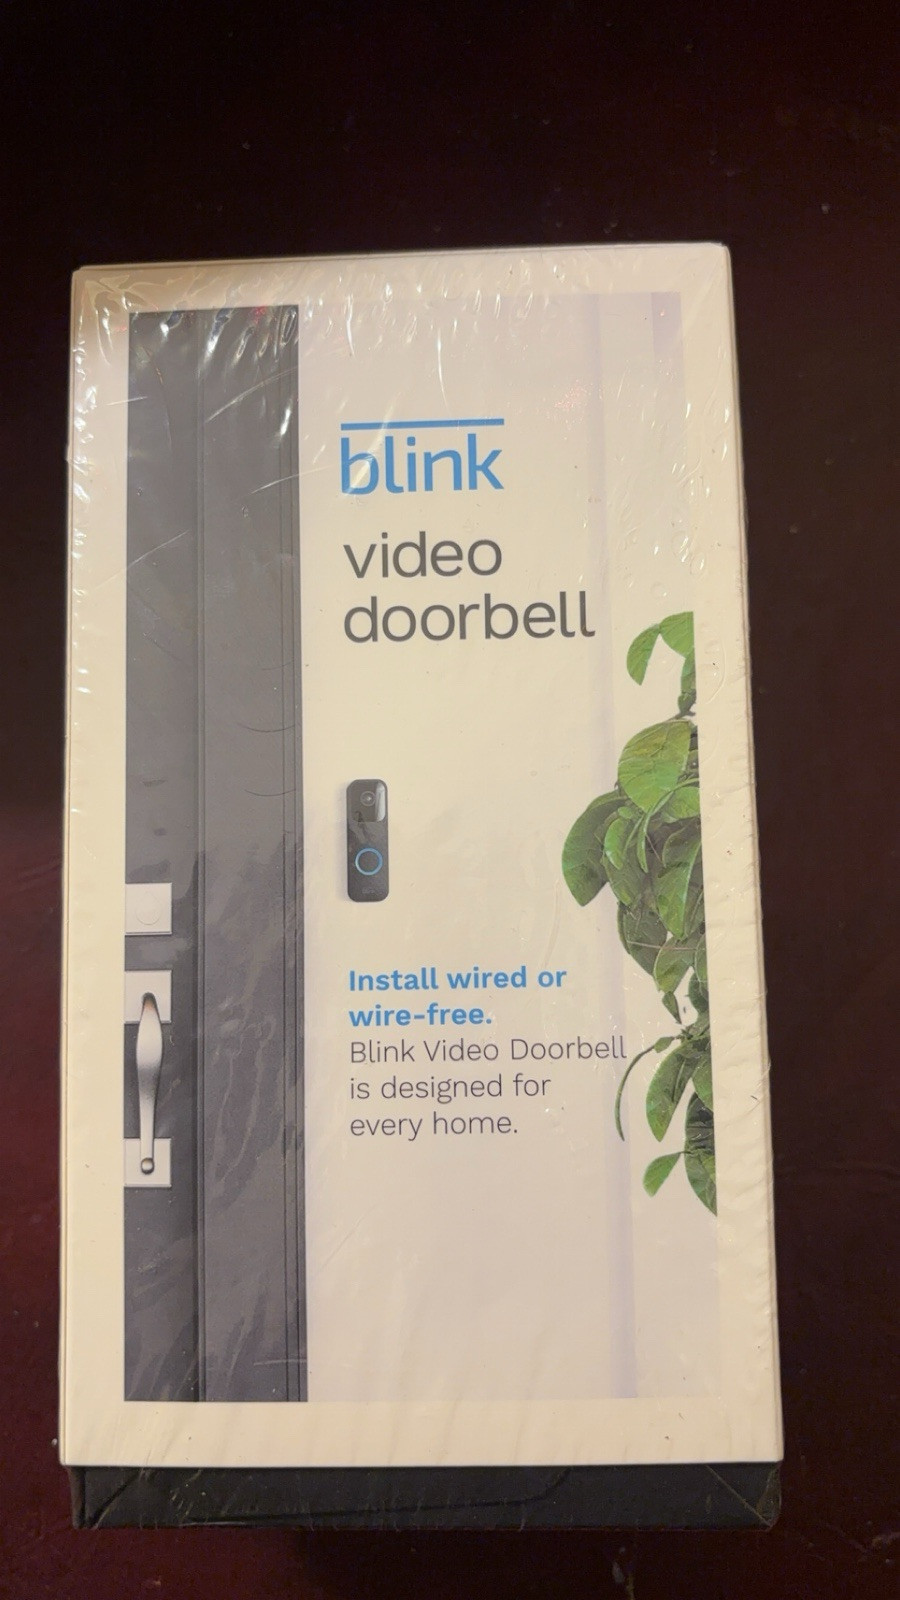 blink
video
doorbell
Install wired or
wire-free.
Blink Video Doorbell
is designed for
every home.